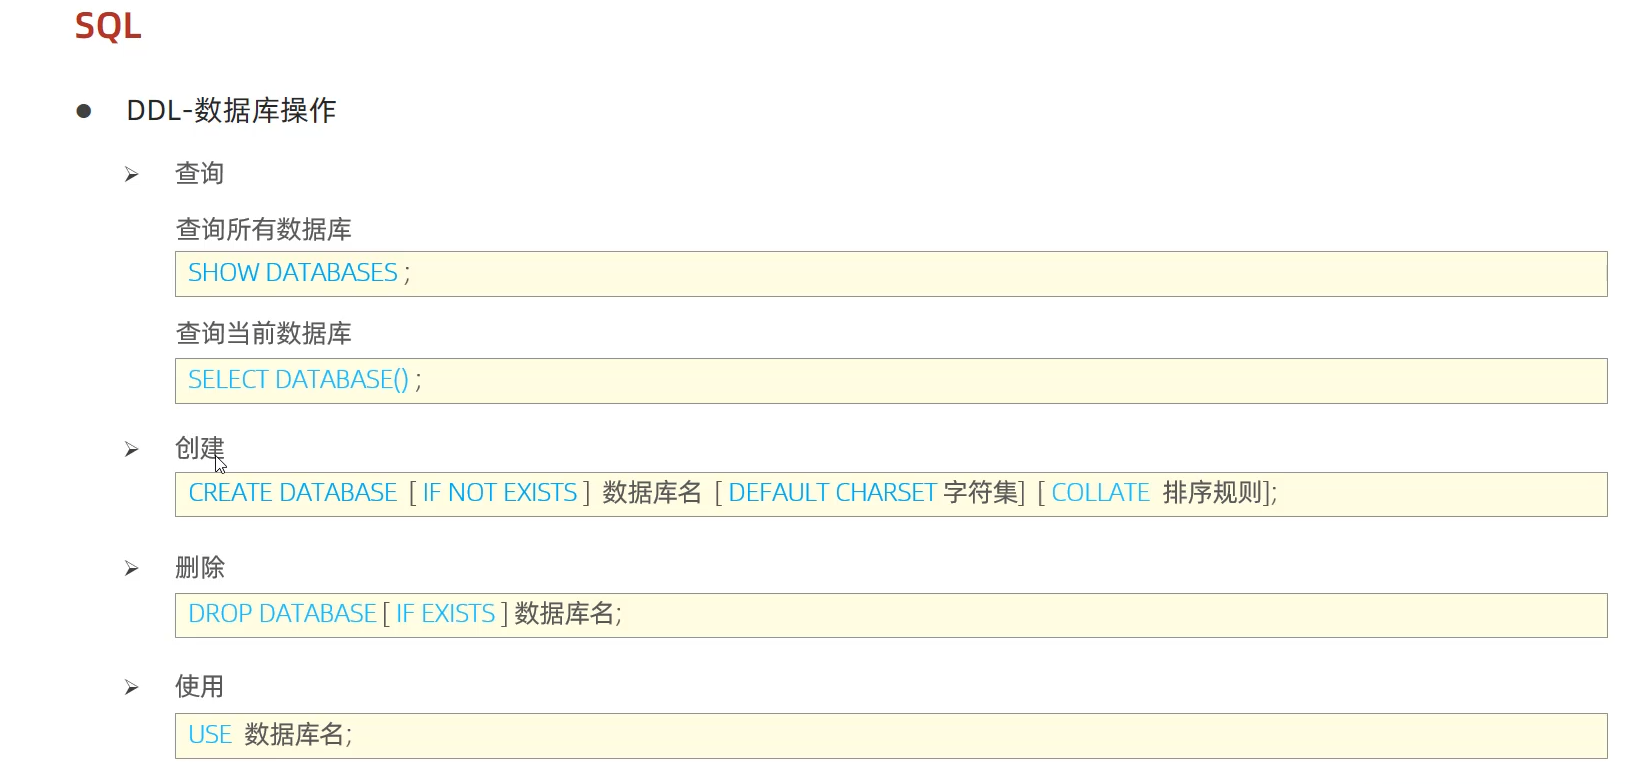 SQL
DDL-数据库操作
查询
查询所有数据库
SHOW DATABASES ;
查询当前数据库
SELECT DATABASE() ;
创建
CREATE DATABASE [ IF NOT EXISTS ] 数据库名 [ DEFAULT CHARSET 字符集] [ COLLATE 排序规则];
删除
DROP DATABASE [ IF EXISTS ] 数据库名;
使用
USE 数据库名;